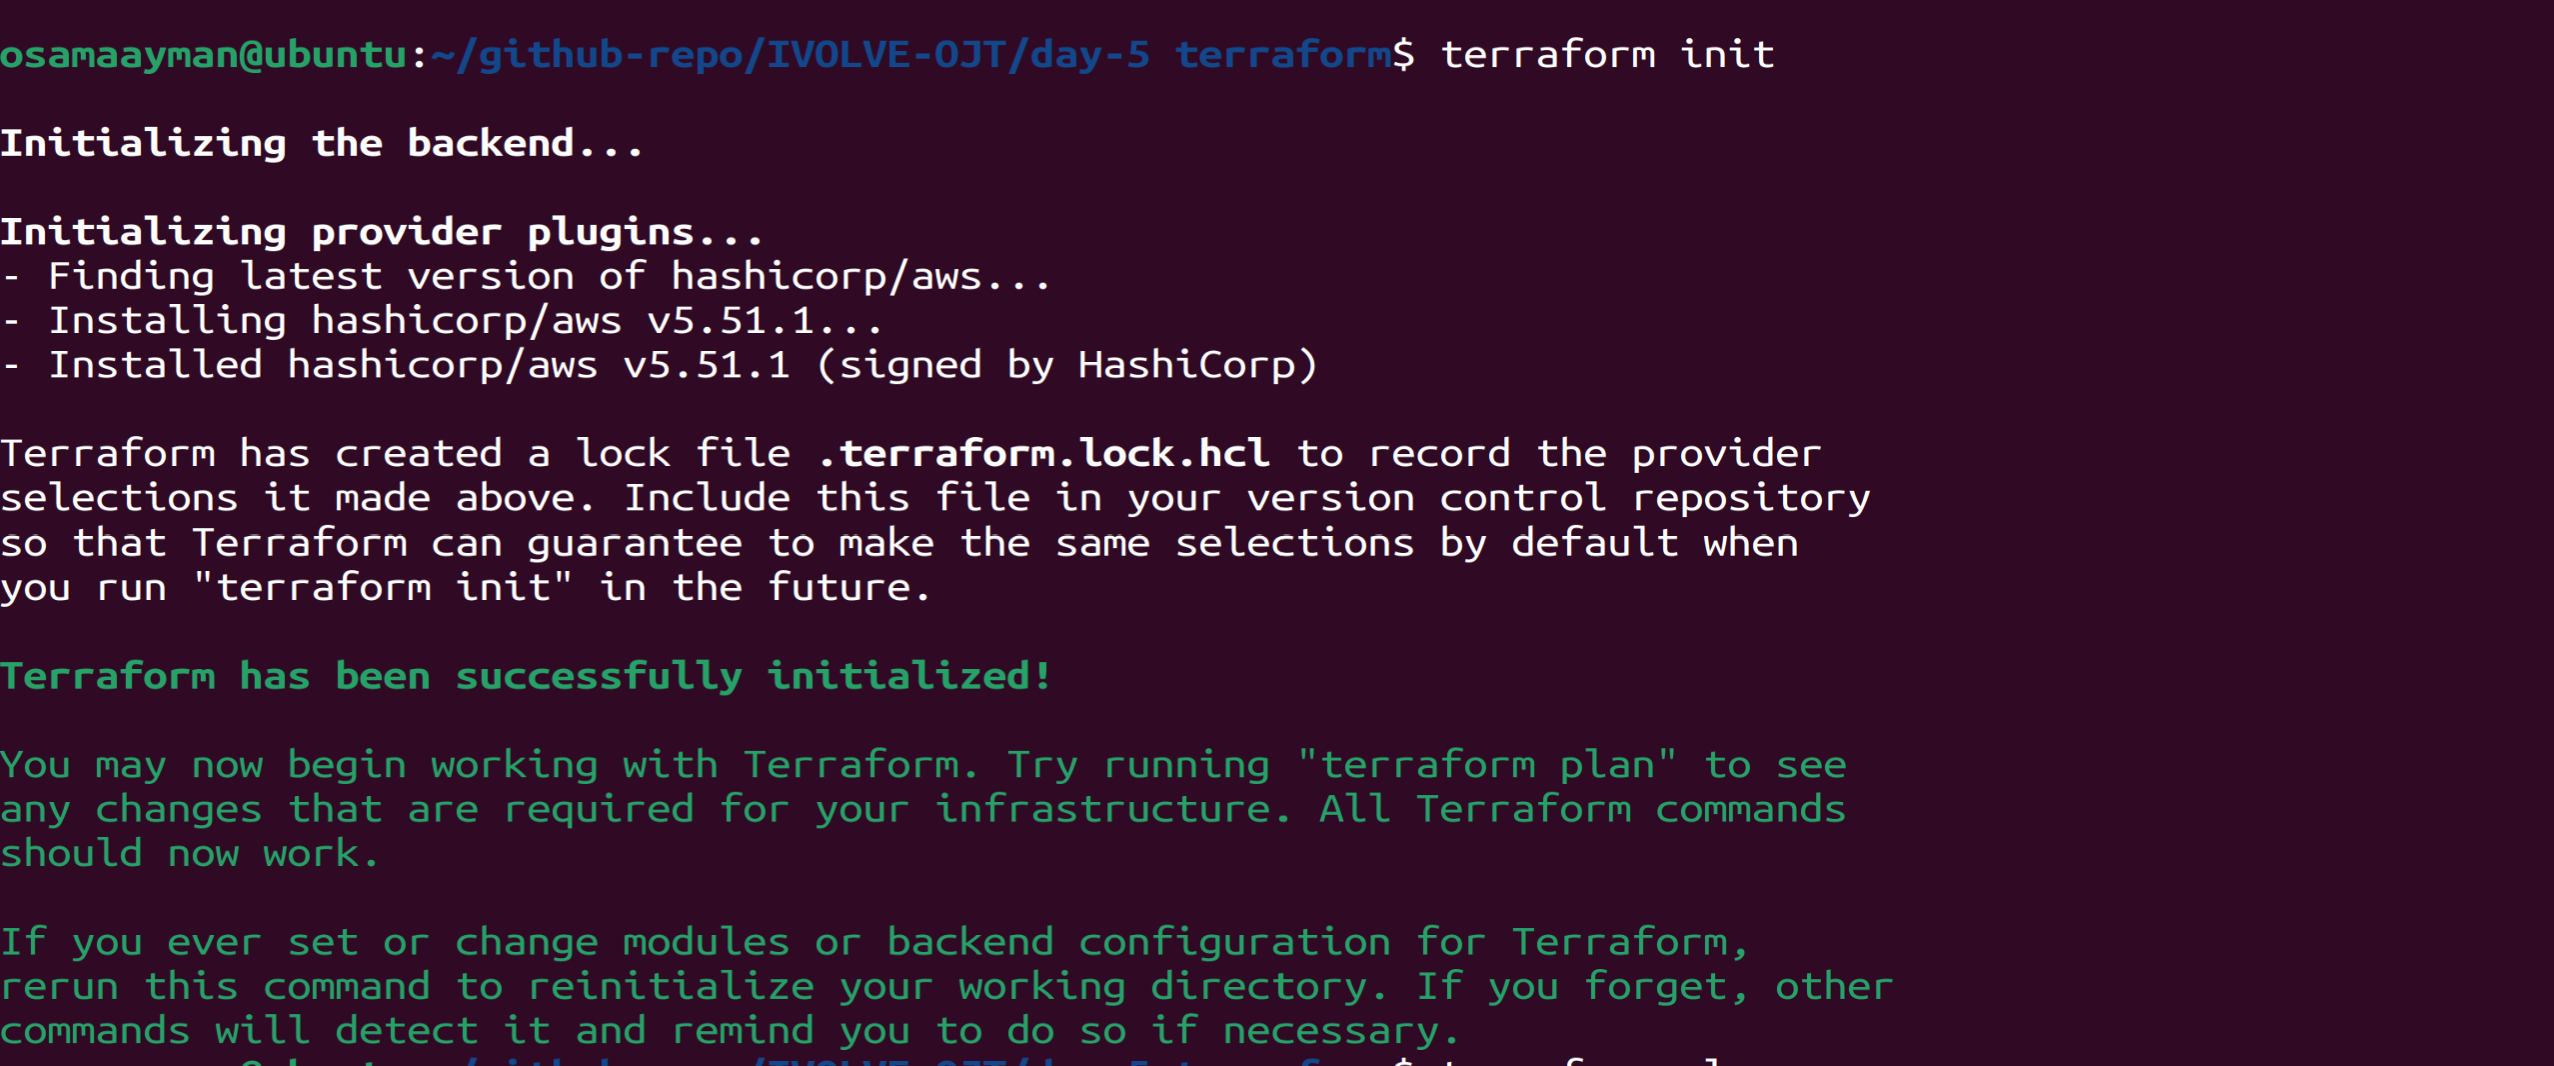 osamaayman@ubuntu:~/github-repo/IVOLVE-OJT/day-5 terraform$ terraform init
Initializing the backend...
Initializing provider plugins...
- Finding latest version of hashicorp/aws...
- Installing hashicorp/aws v5.51.1...
- Installed hashicorp/aws v5.51.1 (signed by HashiCorp)
Terraform has created a lock file .terraform.lock.hcl to record the provider
selections it made above. Include this file in your version control repository
so that Terraform can guarantee to make the same selections by default when
you run "terraform init" in the future.
Terraform has been successfully initialized!
You may now begin working with Terraform. Try running "terraform plan" to see
any changes that are required for your infrastructure. All Terraform commands
should now work.
If you ever set or change modules or backend configuration for Terraform,
rerun this command to reinitialize your working directory. If you forget, other
commands will detect it and remind you to do so if necessary.